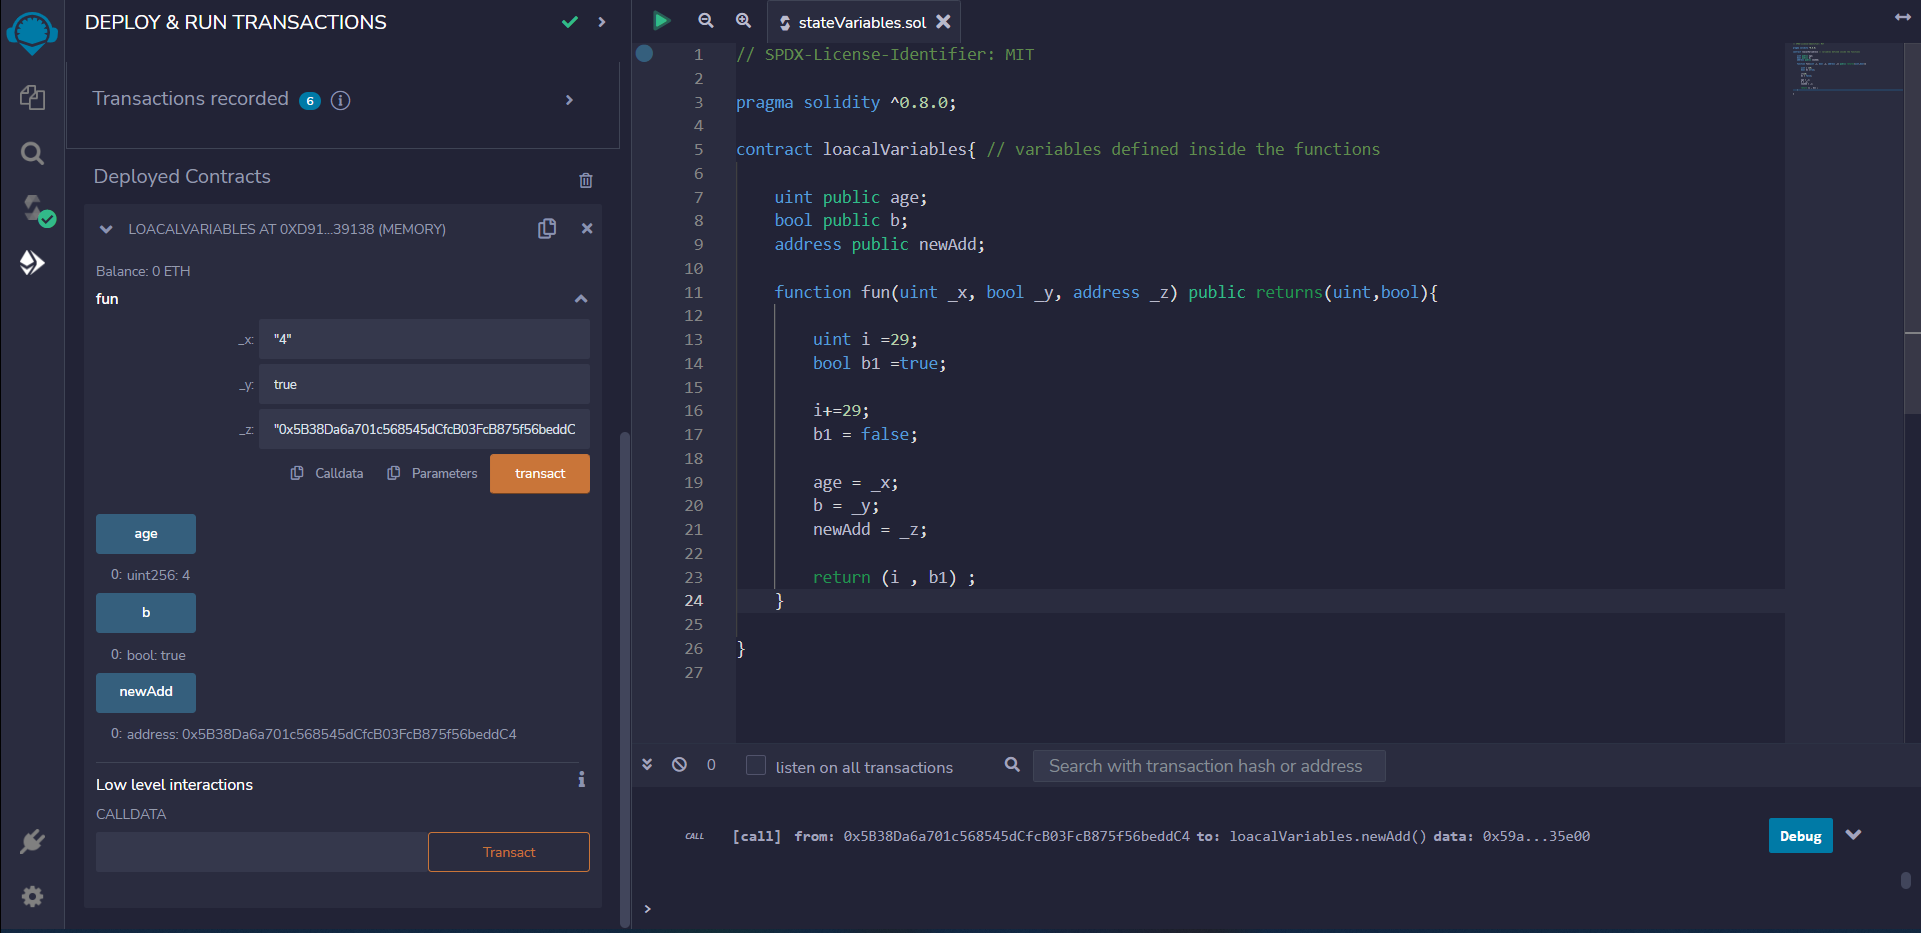 DEPLOY & RUN TRANSACTIONS
Transactions recorded 6
Deployed Contracts
LOACALVARIABLES AT 0XD91...39138 (MEMORY)
Balance: 0 ETH
fun
_x: "4"
_y: true
_z: "0x5B38Da6a701c568545dCfcB03FcB875f56beddC
Calldata Parameters transact
age
0: uint256: 4
b
0: bool: true
newAdd
0: address: 0x5B38Da6a701c568545dCfcB03FcB875f56beddC4
Low level interactions
CALLDATA
Transact
stateVariables.sol
1 // SPDX-License-Identifier: MIT
2
3 pragma solidity ^0.8.0;
4
5 contract loacalVariables{ // variables defined inside the functions
6
7 uint public age;
8 bool public b;
9 address public newAdd;
10
11 function fun(uint _x, bool _y, address _z) public returns(uint,bool){
12
13 uint i =29;
14 bool b1 =true;
15
16 i+=29;
17 b1 = false;
18
19 age = _x;
20 b = _y;
21 newAdd = _z;
22
23 return (i , b1) ;
24 }
25
26 }
27
0 listen on all transactions Search with transaction hash or address
CALL [call] from: 0x5B38Da6a701c568545dCfcB03FcB875f56beddC4 to: loacalVariables.newAdd() data: 0x59a...35e00 Debug
>